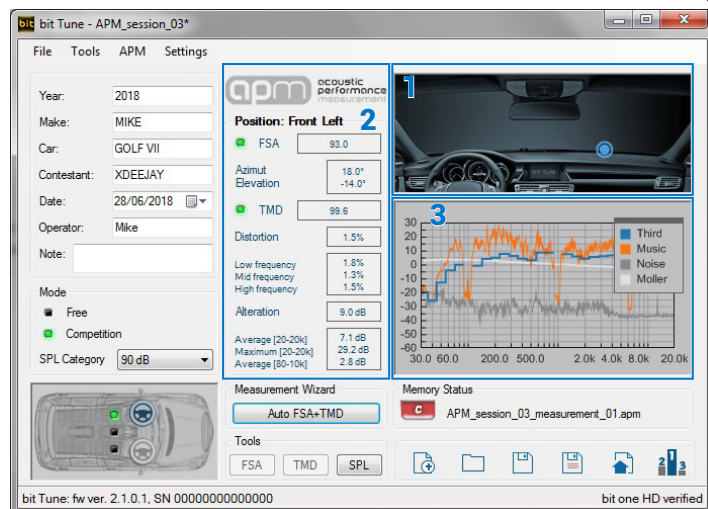 bit bit Tune - APM_session_03*
File Tools APM Settings
Year: 2018
Make: MIKE
Car: GOLF VII
Contestant: XDEEJAY
Date: 28/06/2018
Operator: Mike
Note:
Mode
Free
Competition
SPL Category 90 dB
apm acoustic performance measurement
Position: Front Left 2
FSA 93.0
Azimut 18.0°
Elevation -14.0°
TMD 99.6
Distortion 1.5%
Low frequency 1.8%
Mid frequency 1.3%
High frequency 1.5%
Alteration 9.0 dB
Average [20-20k] 7.1 dB
Maximum [20-20k] 29.2 dB
Average [80-10k] 2.8 dB
1
bit Tune
3
30
20
10
0
-10
-20
-30
-40
-50
-60
30.0 60.0 200.0 500.0 2.0k 4.0k 8.0k 20.0k
Third
Music
Noise
Moller
Measurement Wizard
Auto FSA+TMD
Memory Status
C APM_session_03_measurement_01.apm
Tools
FSA TMD SPL
2 1 3
bit Tune: fw ver. 2.1.0.1, SN 00000000000000
bit one HD verified